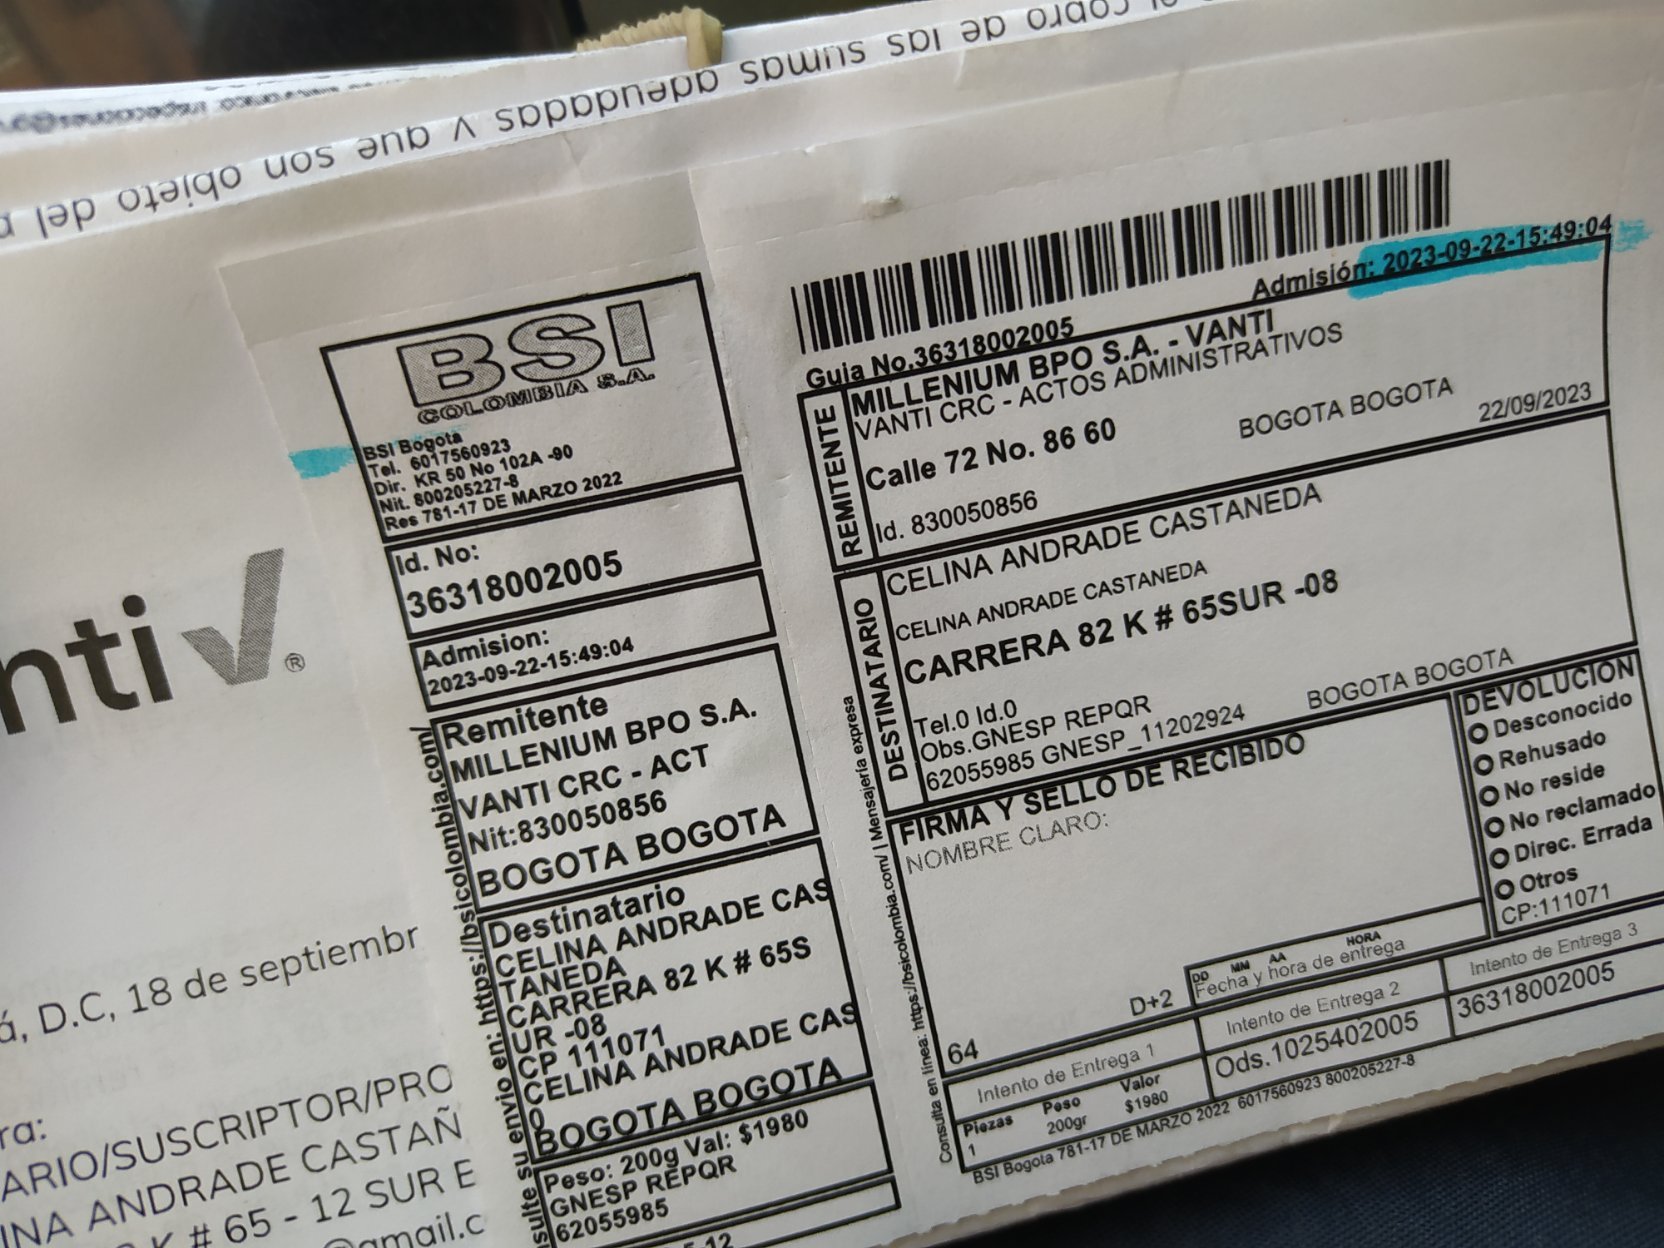 el cobro de las sumas adeudadas y que son objeto del
nti
®
D.C, 18 de septiembr
ra:
ARIO/SUSCRIPTOR/PRO
INA ANDRADE CASTAÑ
K # 65 - 12 SUR E
@gmail.c
BSI
COLOMBIA S.A.
BSI Bogota
Tel. 6017560923
Dir. KR 50 No 102A -90
Nit. 800205227-8
Res 781-17 DE MARZO 2022
Id. No:
36318002005
Admision:
2023-09-22-15:49:04
Remitente
MILLENIUM BPO S.A.
VANTI CRC - ACT
Nit:830050856
BOGOTA BOGOTA
Destinatario
CELINA ANDRADE CAS
TANEDA
CARRERA 82 K # 65S
UR -08
CP 111071
CELINA ANDRADE CAS
0
BOGOTA BOGOTA
Peso: 200g Val: $1980
GNESP REPQR
62055985
5-12
nsulte su envio en: https://bsicolombia.com/
Admisión: 2023-09-22-15:49:04
Guia No.36318002005
REMITENTE
MILLENIUM BPO S.A. - VANTI
VANTI CRC - ACTOS ADMINISTRATIVOS
Calle 72 No. 86 60
BOGOTA BOGOTA
22/09/2023
Id. 830050856
DESTINATARIO
CELINA ANDRADE CASTANEDA
CELINA ANDRADE CASTANEDA
CARRERA 82 K # 65SUR -08
Tel.0 Id.0
Obs.GNESP REPQR
BOGOTA BOGOTA
62055985 GNESP_11202924
FIRMA Y SELLO DE RECIBIDO
NOMBRE CLARO:
DEVOLUCION
Desconocido
Rehusado
No reside
No reclamado
Direc. Errada
Otros
CP:111071
DD MM AA HORA
Fecha y hora de entrega
D+2
64
Intento de Entrega 1
Intento de Entrega 2
Intento de Entrega 3
Piezas Peso Valor
1 200gr $1980
Ods.1025402005
36318002005
BSI Bogota 781-17 DE MARZO 2022 6017560923 800205227-8
Consulta en línea: https://bsicolombia.com/ | Mensajería expresa